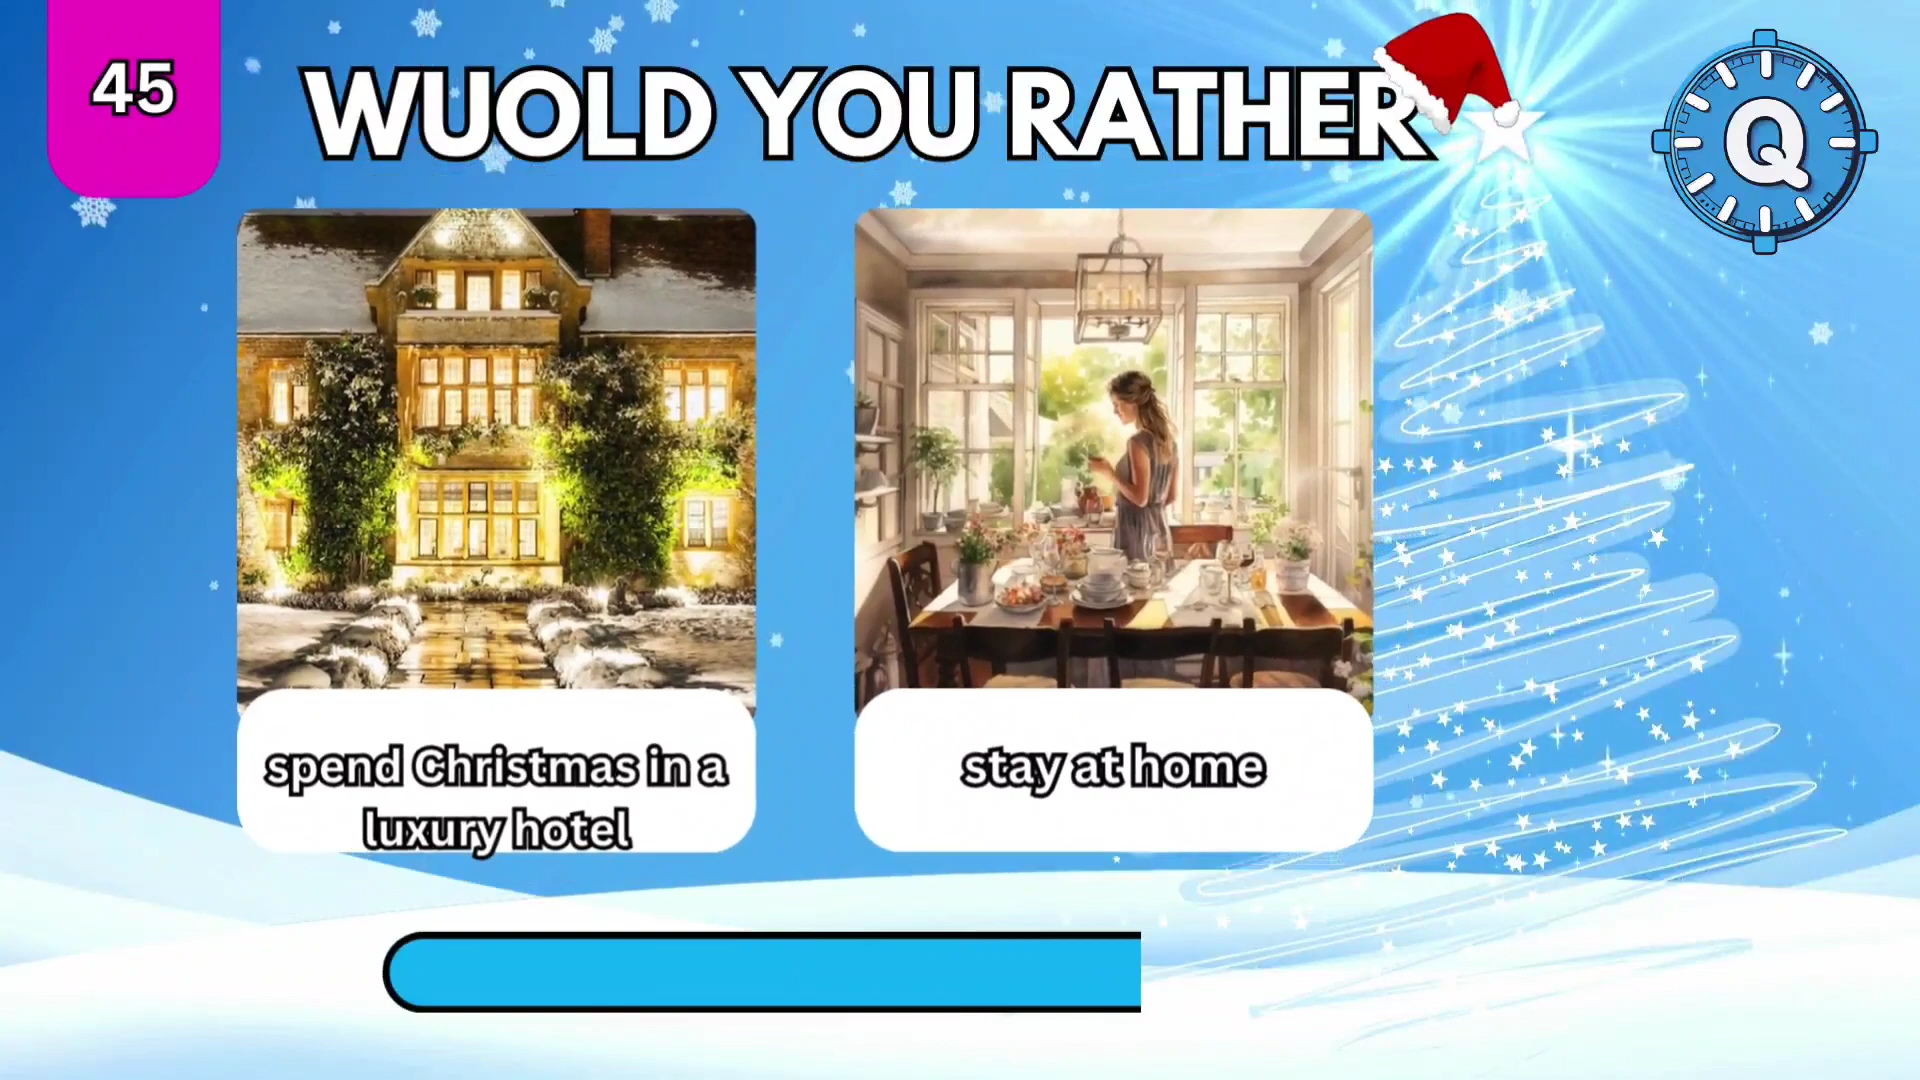 45
WUOLD YOU RATHER
Q
spend Christmas in a
luxury hotel
stay at home